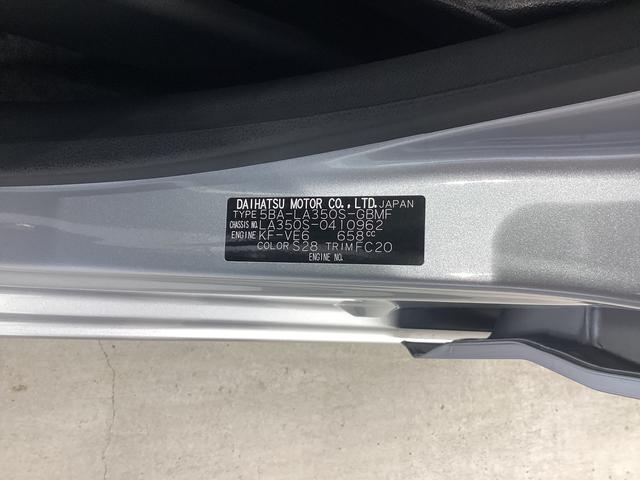 DAIHATSU MOTOR CO.,LTD.JAPAN
TYPE 5BA-LA350S-GBMF
CHASSIS NO. LA350S-0410962
ENGINE KF-VE6 658cc
COLOR S28 TRIM FC20
ENGINE NO.